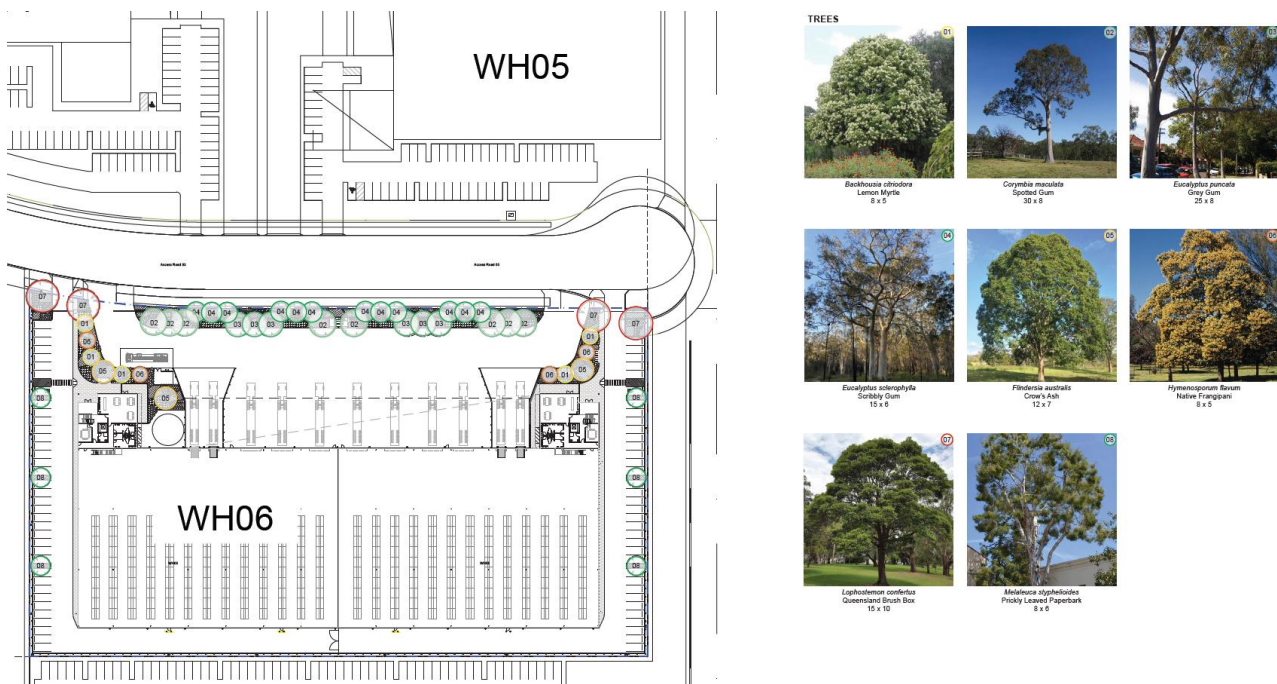 WH05
Access Road
Access Road
07
07
04 04 04 04 04 04 04 04 04 04 04 04
07
07
02 02 02 03 03 03 02 02 03 03 03 02 02 02
01
01
06
06
01
05
01
06
06
01
05
05
08
08
08
08
WH06
08
08
TREES
01
Backhousia citriodora
Lemon Myrtle
8 x 5
02
Corymbia maculata
Spotted Gum
30 x 8
03
Eucalyptus puncata
Grey Gum
25 x 8
04
Eucalyptus sclerophylla
Scribbly Gum
15 x 6
05
Flindersia australis
Crow's Ash
12 x 7
06
Hymenosporum flavum
Native Frangipani
8 x 5
07
Lophostemon confertus
Queensland Brush Box
15 x 10
08
Melaleuca styphelioides
Prickly Leaved Paperbark
8 x 6